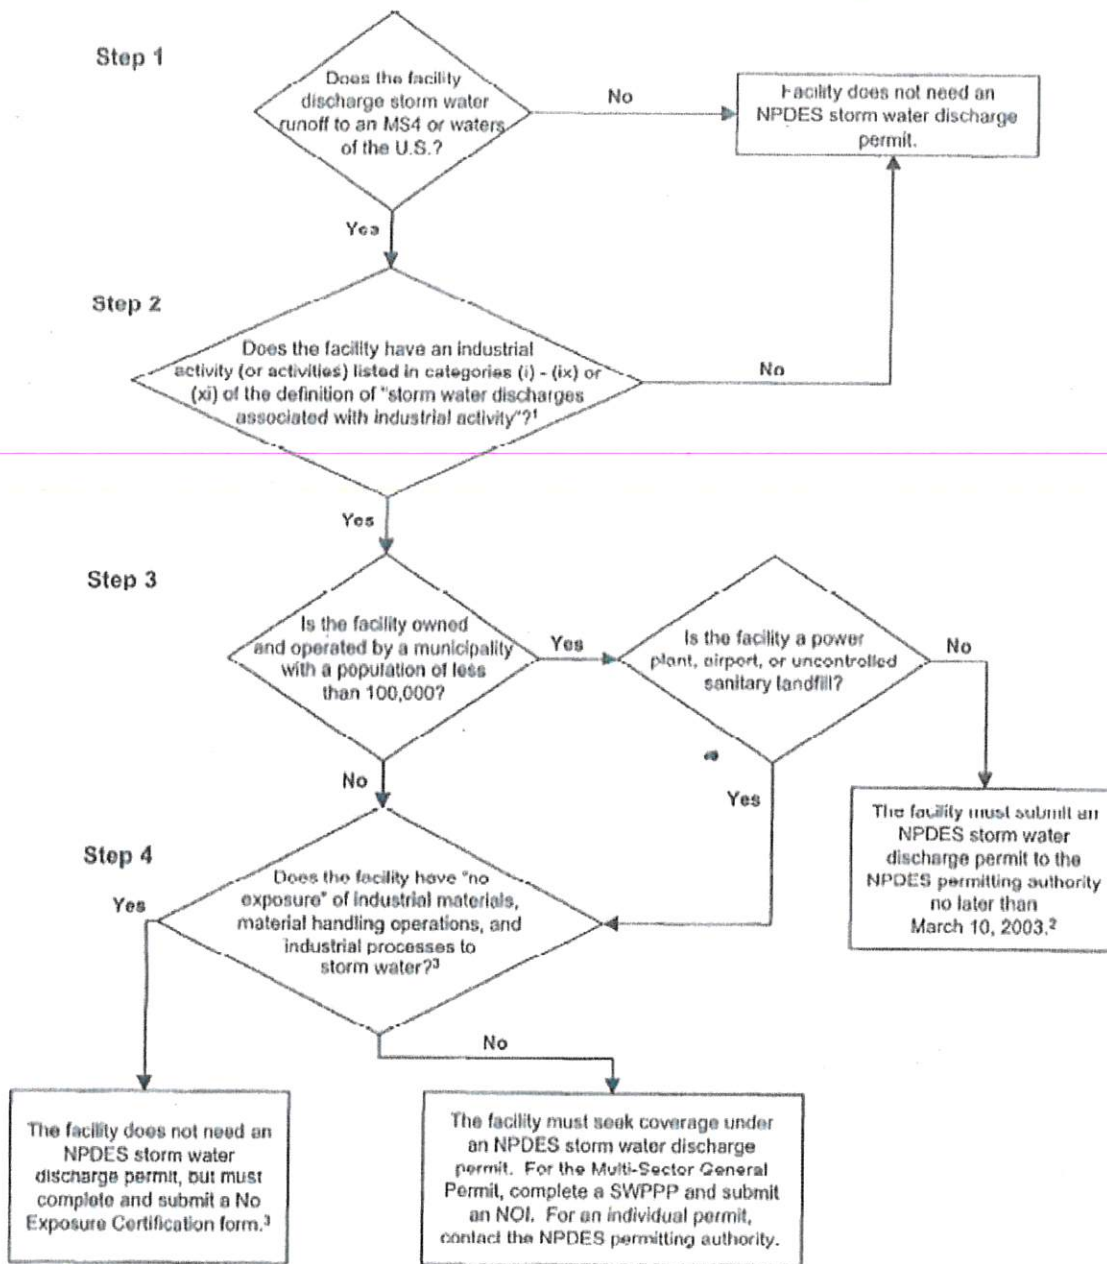 Step 1
Does the facility
discharge storm water
runoff to an MS4 or waters
of the U.S.?
No
Facility does not need an
NPDES storm water discharge
permit.
Yes
Step 2
Does the facility have an industrial
activity (or activities) listed in categories (i) - (ix) or
(xi) of the definition of "storm water discharges
associated with industrial activity"?¹
No
Yes
Step 3
Is the facility owned
and operated by a municipality
with a population of less
than 100,000?
Yes
Is the facility a power
plant, airport, or uncontrolled
sanitary landfill?
No
No
Yes
The facility must submit an
NPDES storm water
discharge permit to the
NPDES permitting authority
no later than
March 10, 2003.²
Step 4
Does the facility have "no
exposure" of industrial materials,
material handling operations, and
industrial processes to
storm water?³
Yes
No
The facility does not need an
NPDES storm water
discharge permit, but must
complete and submit a No
Exposure Certification form.³
The facility must seek coverage under
an NPDES storm water discharge
permit. For the Multi-Sector General
Permit, complete a SWPPP and submit
an NOI. For an individual permit,
contact the NPDES permitting authority.